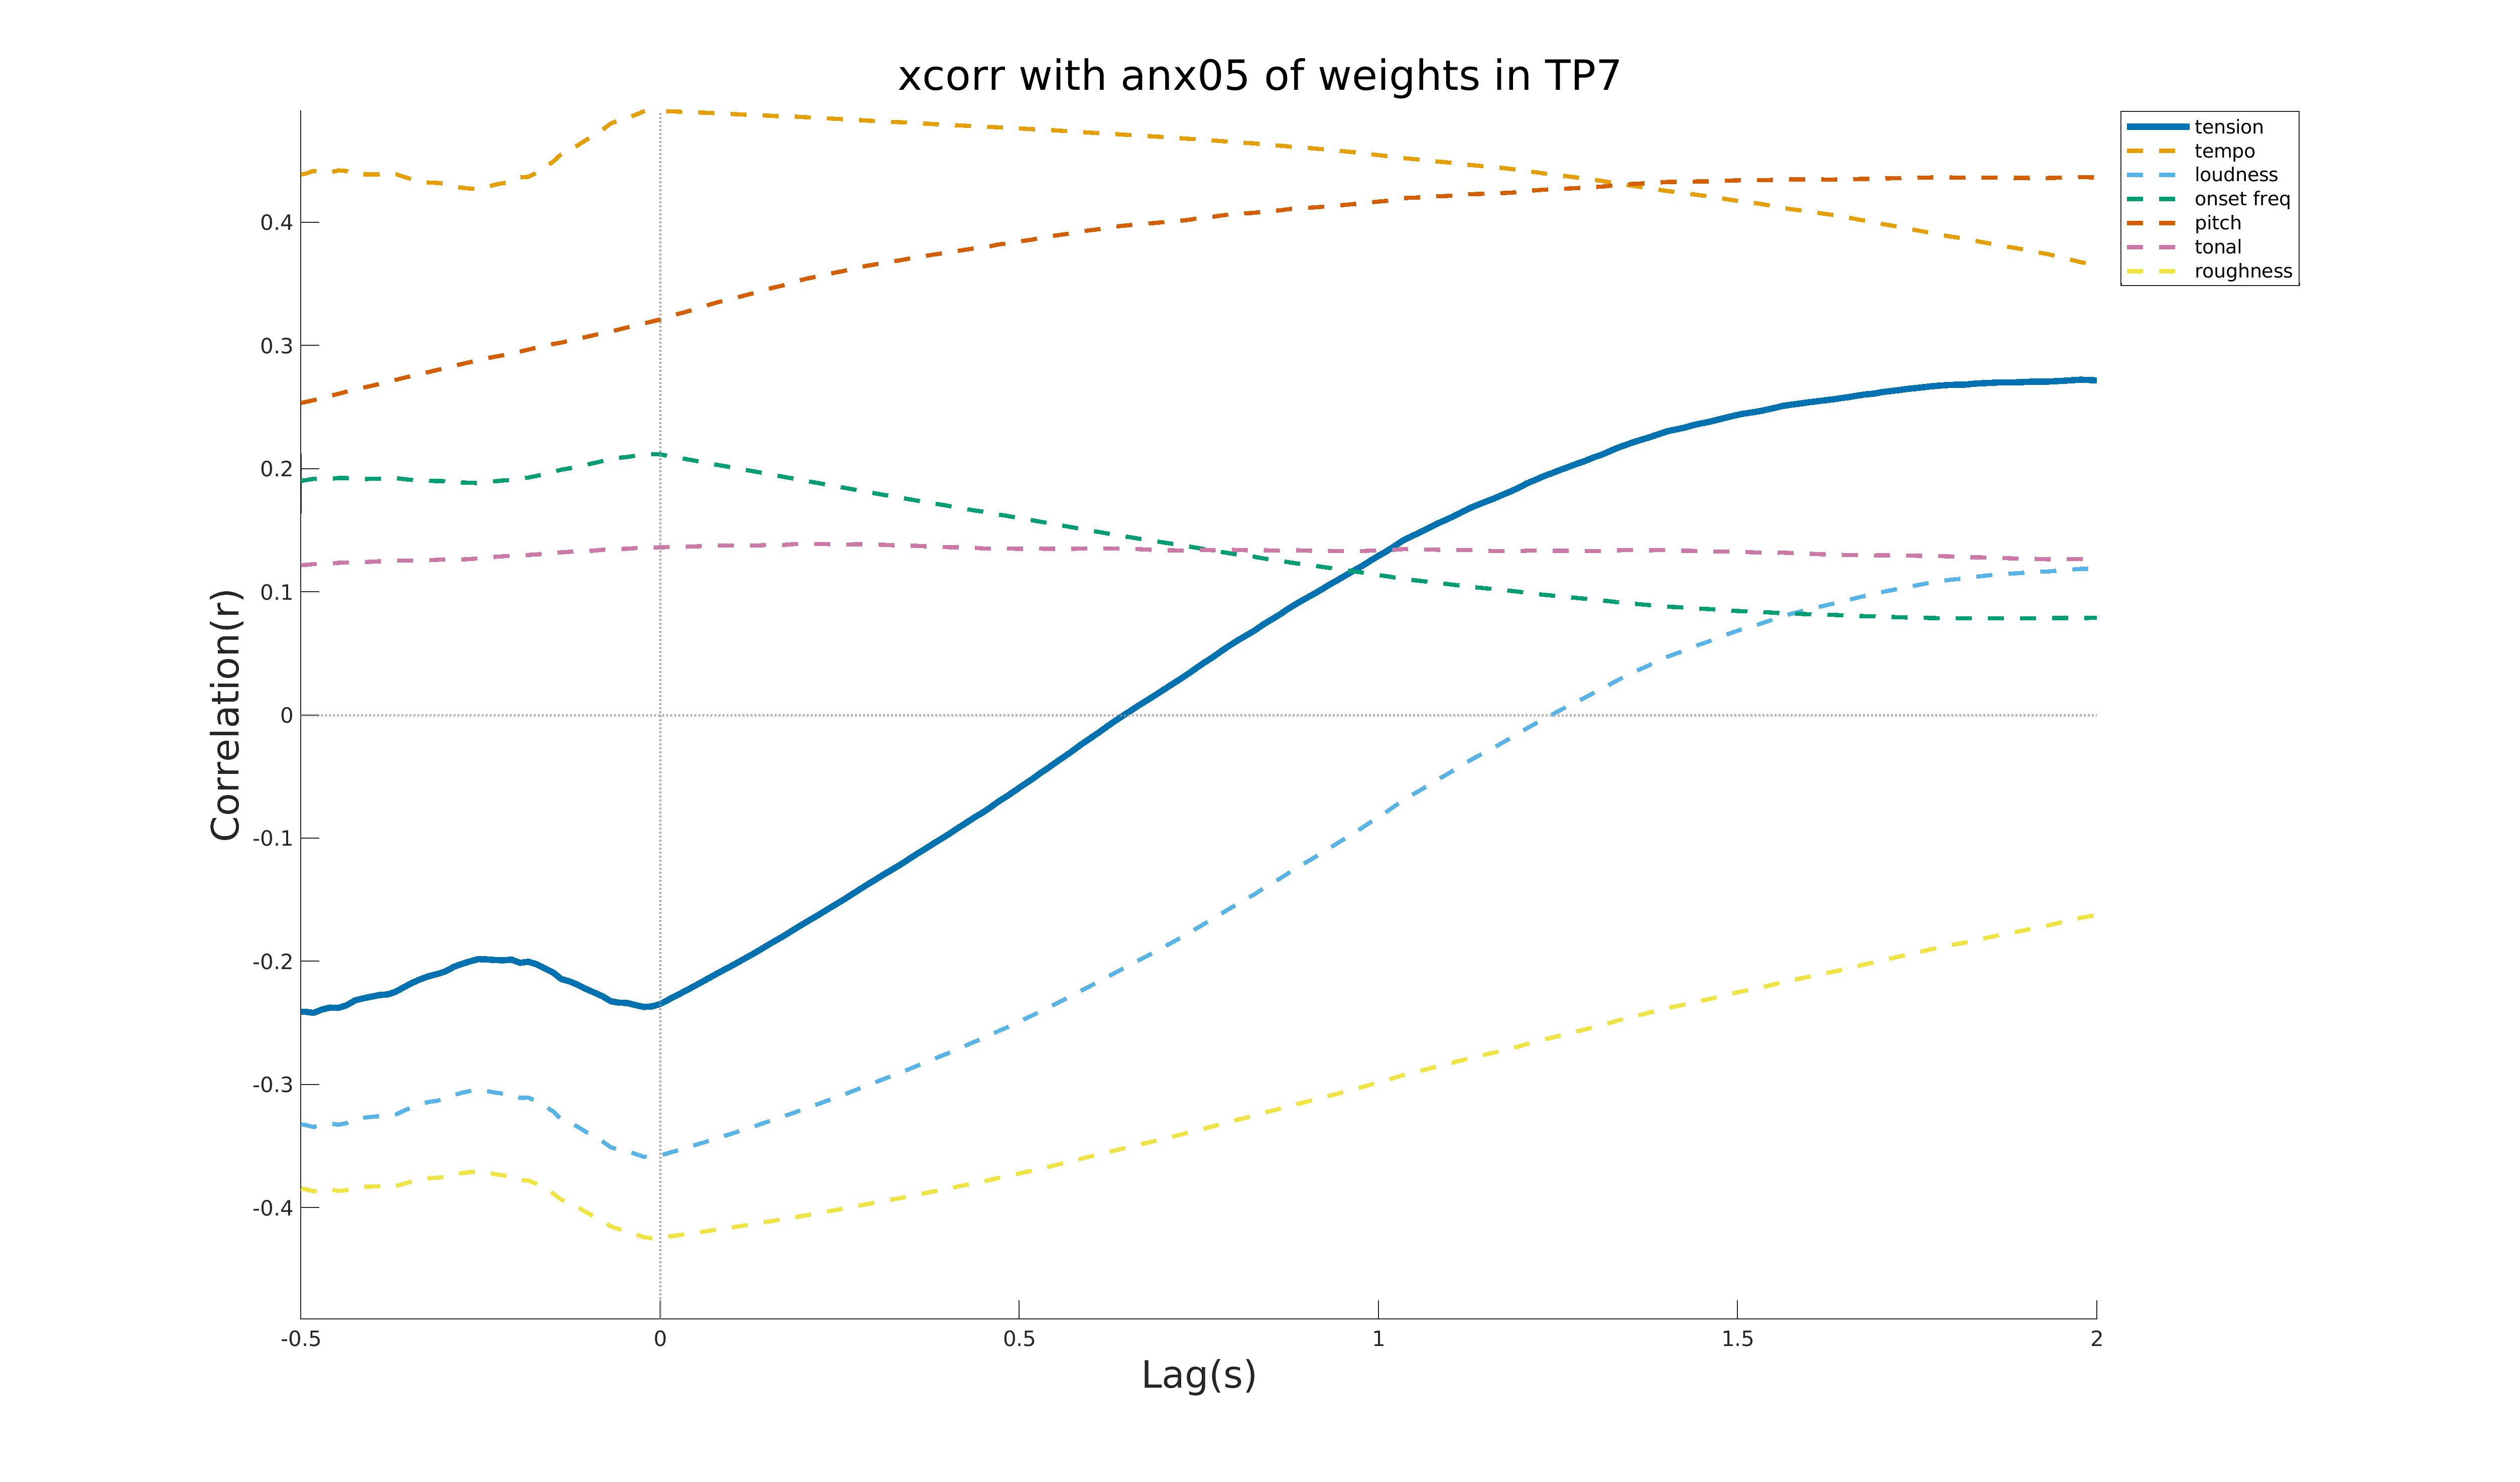 xcorr with anx05 of weights in TP7
tension
tempo
loudness
onset freq
pitch
tonal
roughness
Correlation(r)
0.4
0.3
0.2
0.1
0
-0.1
-0.2
-0.3
-0.4
-0.5
0
0.5
1
1.5
2
Lag(s)